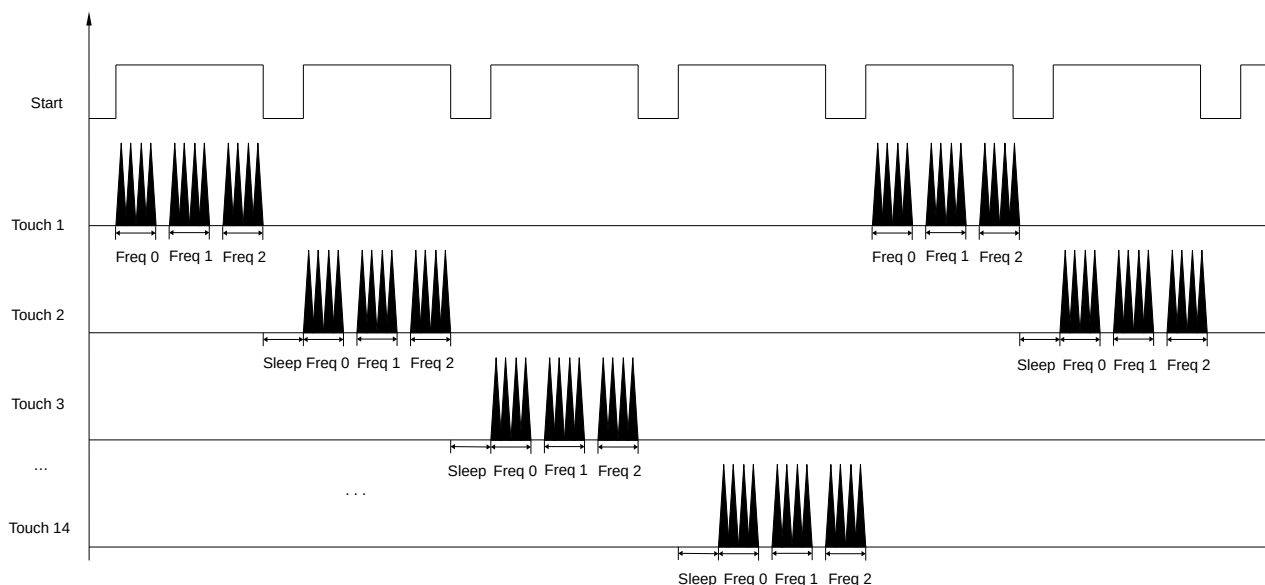 Start
Touch 1
Freq 0 Freq 1 Freq 2 Freq 0 Freq 1 Freq 2
Touch 2
Sleep Freq 0 Freq 1 Freq 2 Sleep Freq 0 Freq 1 Freq 2
Touch 3
Sleep Freq 0 Freq 1 Freq 2
...
. . .
Touch 14
Sleep Freq 0 Freq 1 Freq 2